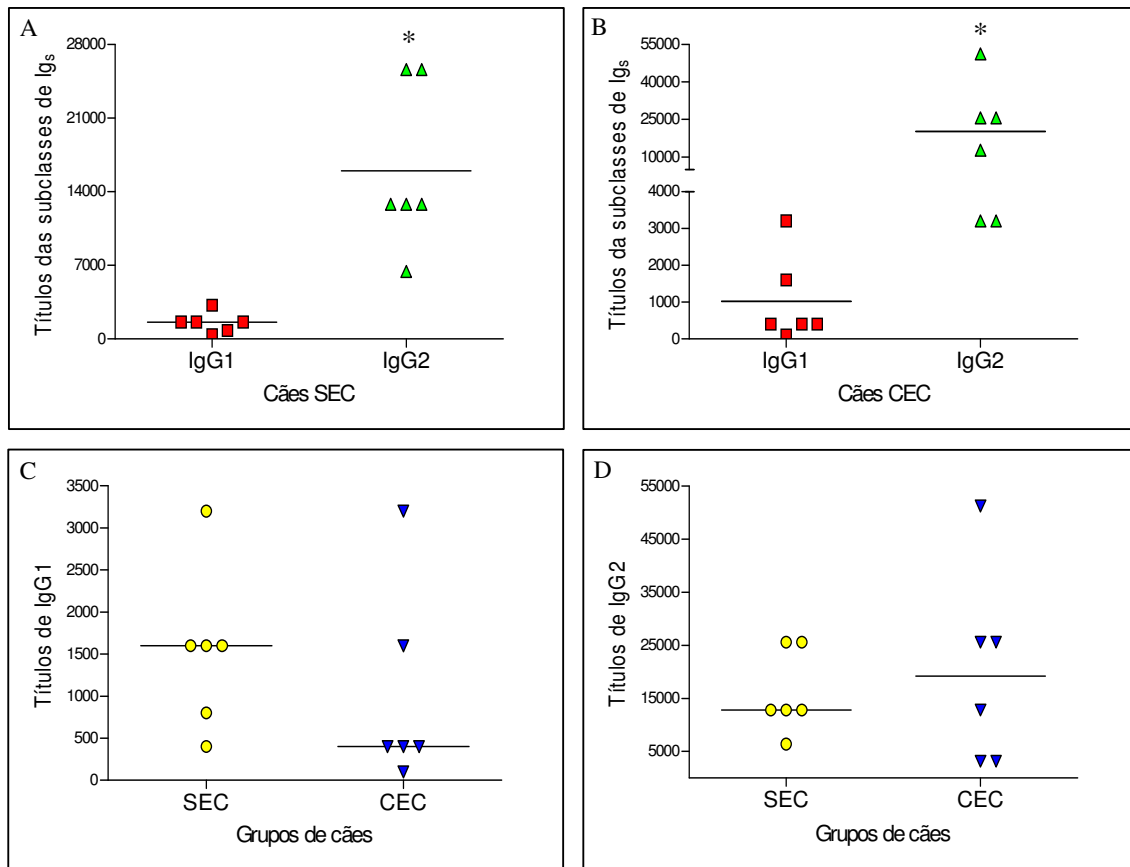 A
Títulos das subclasses de Igs
28000
21000
14000
7000
0
*
IgG1
IgG2
Cães SEC
B
Títulos da subclasses de Igs
55000
40000
25000
10000
4000
3000
2000
1000
0
*
IgG1
IgG2
Cães CEC
C
Títulos de IgG1
3500
3000
2500
2000
1500
1000
500
0
SEC
CEC
Grupos de cães
D
Títulos de IgG2
55000
45000
35000
25000
15000
5000
SEC
CEC
Grupos de cães